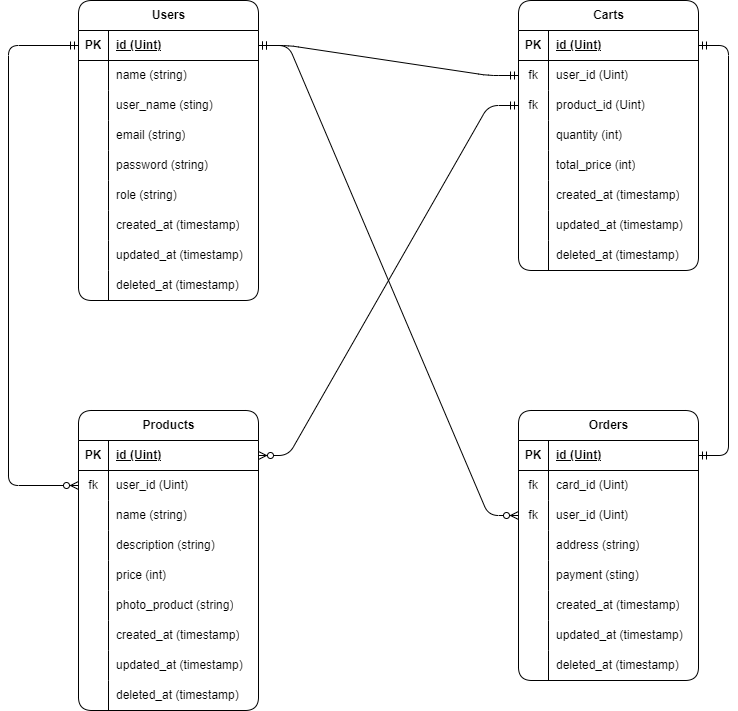 Users
PK id (Uint)
name (string)
user_name (sting)
email (string)
password (string)
role (string)
created_at (timestamp)
updated_at (timestamp)
deleted_at (timestamp)
Carts
PK id (Uint)
fk user_id (Uint)
fk product_id (Uint)
quantity (int)
total_price (int)
created_at (timestamp)
updated_at (timestamp)
deleted_at (timestamp)
Products
PK id (Uint)
fk user_id (Uint)
name (string)
description (string)
price (int)
photo_product (string)
created_at (timestamp)
updated_at (timestamp)
deleted_at (timestamp)
Orders
PK id (Uint)
fk card_id (Uint)
fk user_id (Uint)
address (string)
payment (sting)
created_at (timestamp)
updated_at (timestamp)
deleted_at (timestamp)